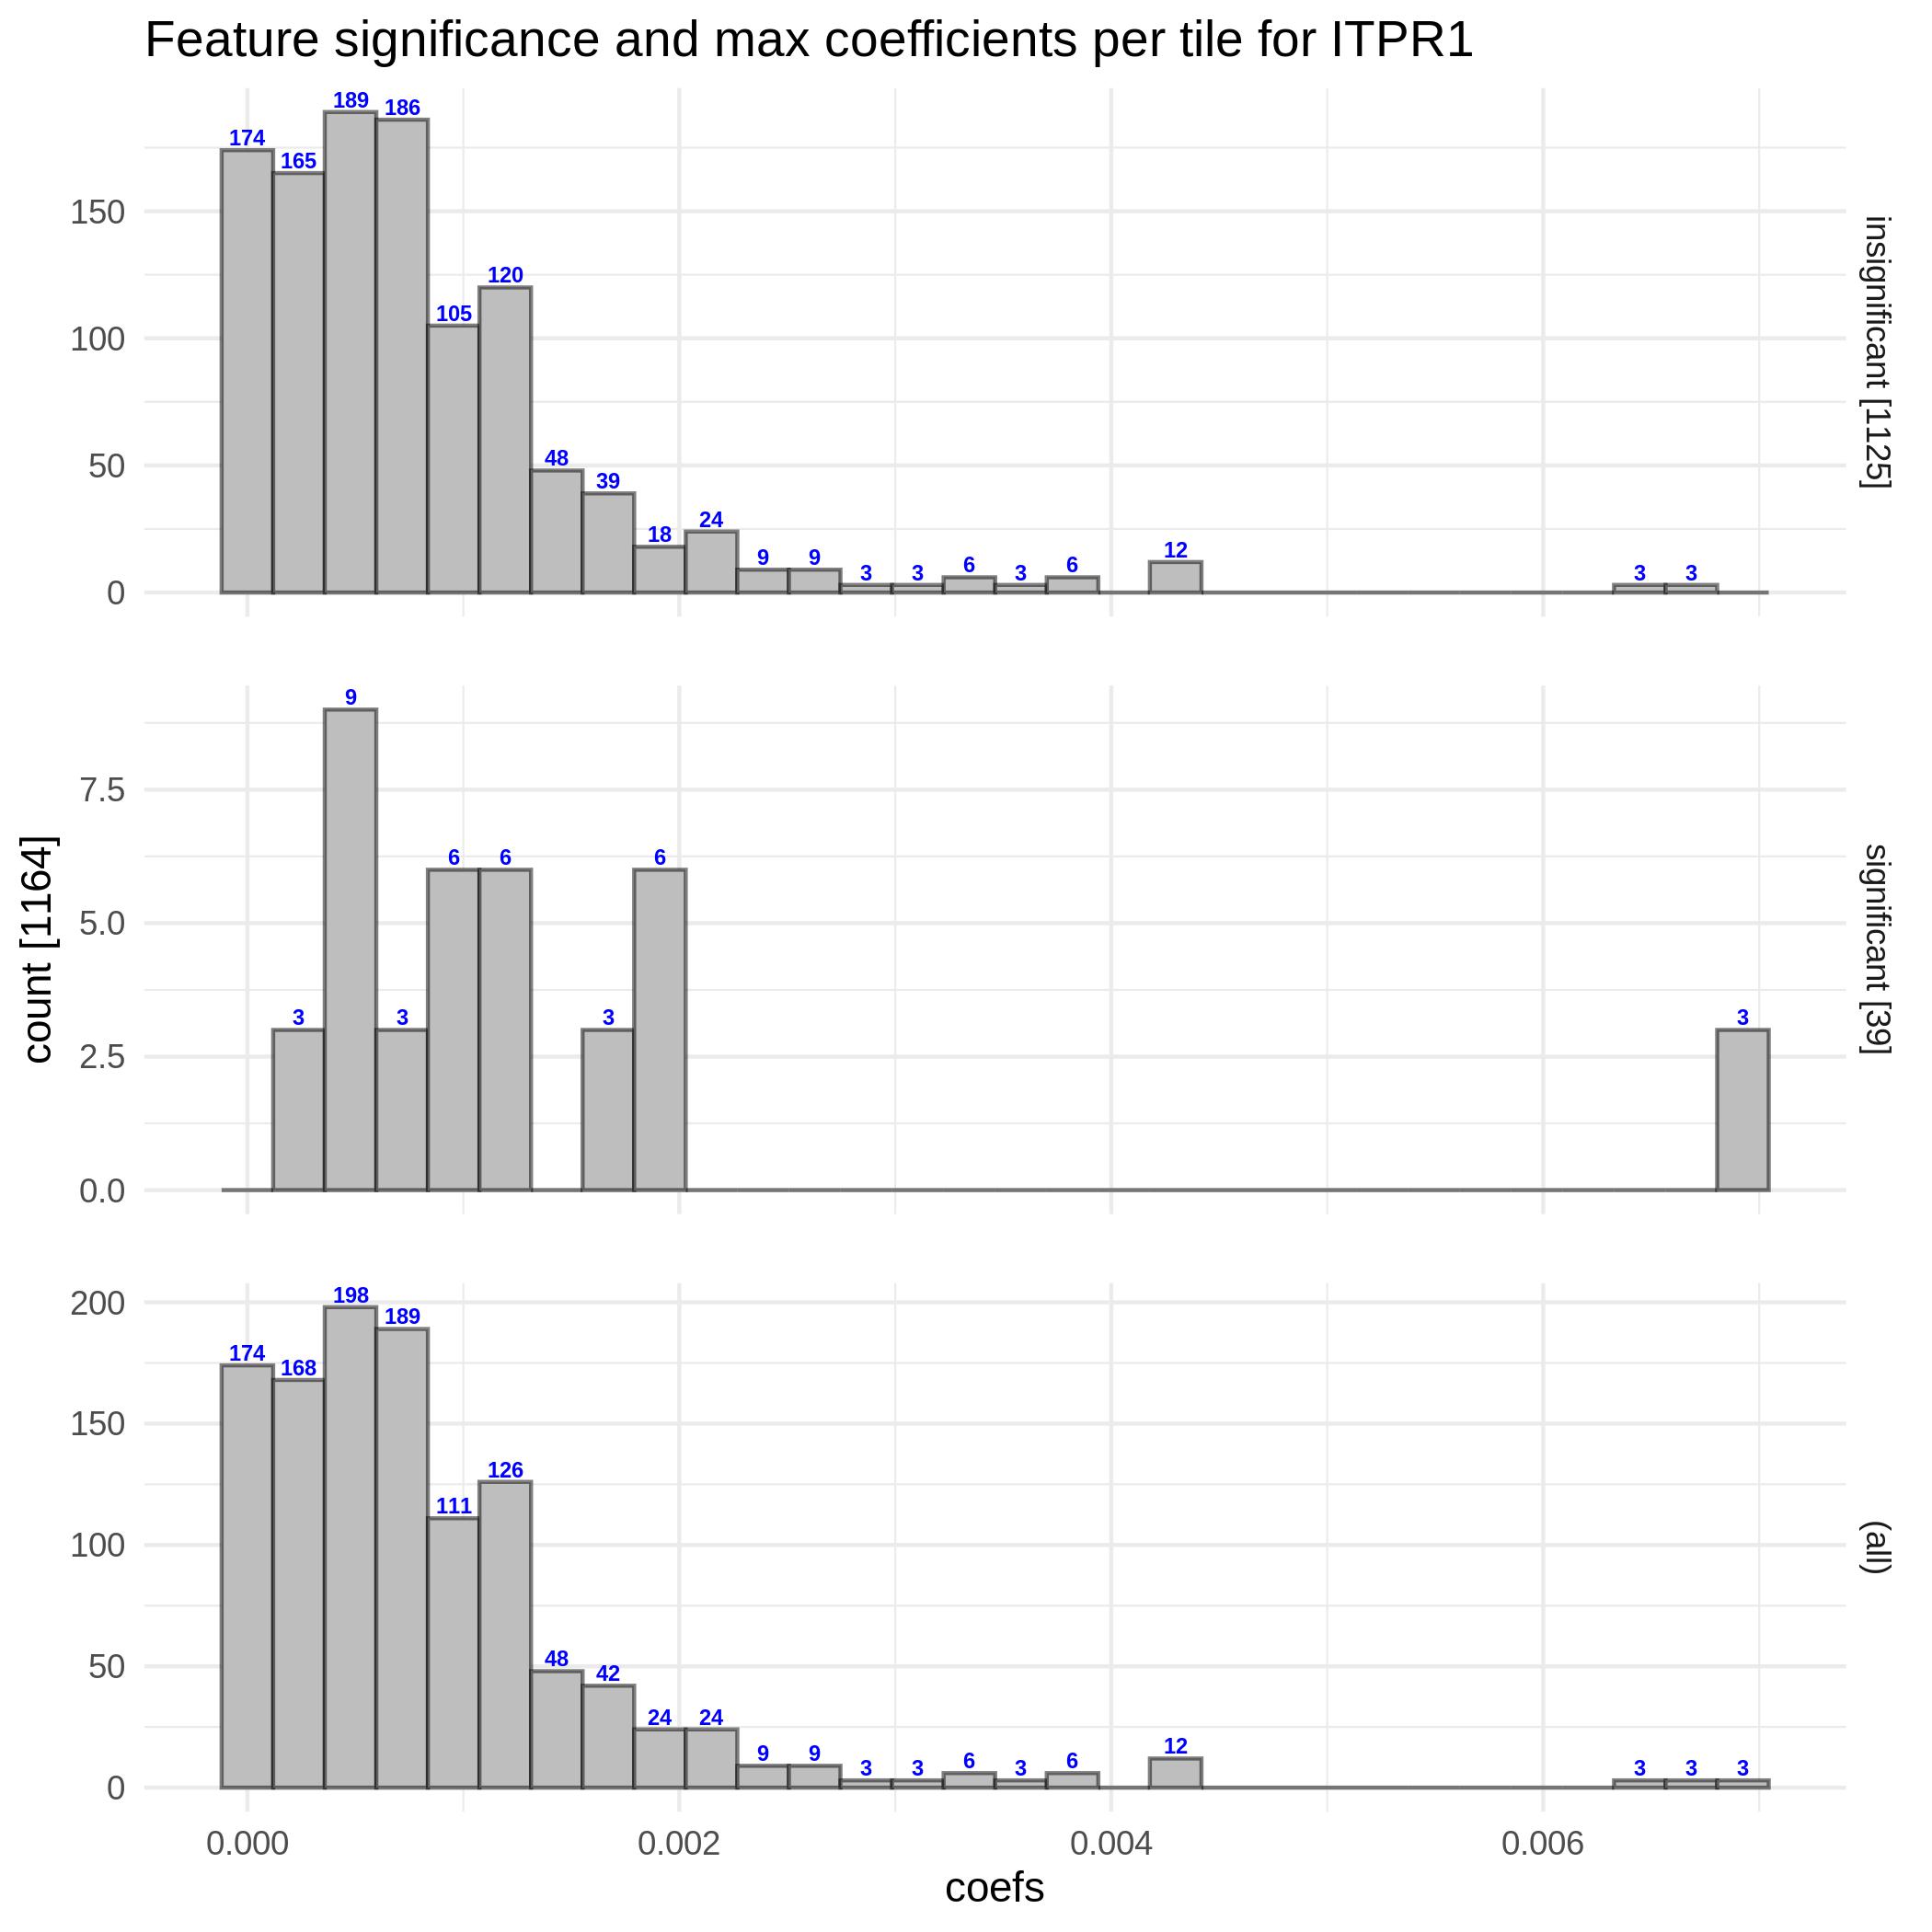 Feature significance and max coefficients per tile for ITPR1
174 165 189 186 105 120 48 39 18 24 9 9 3 3 6 3 6 12 3 3
150
100
50
0
insignificant [1125]
3 9 3 6 6 3 6 3
7.5
5.0
2.5
0.0
significant [39]
count [1164]
174 168 198 189 111 126 48 42 24 24 9 9 3 3 6 3 6 12 3 3 3
200
150
100
50
0
(all)
0.000 0.002 0.004 0.006
coefs